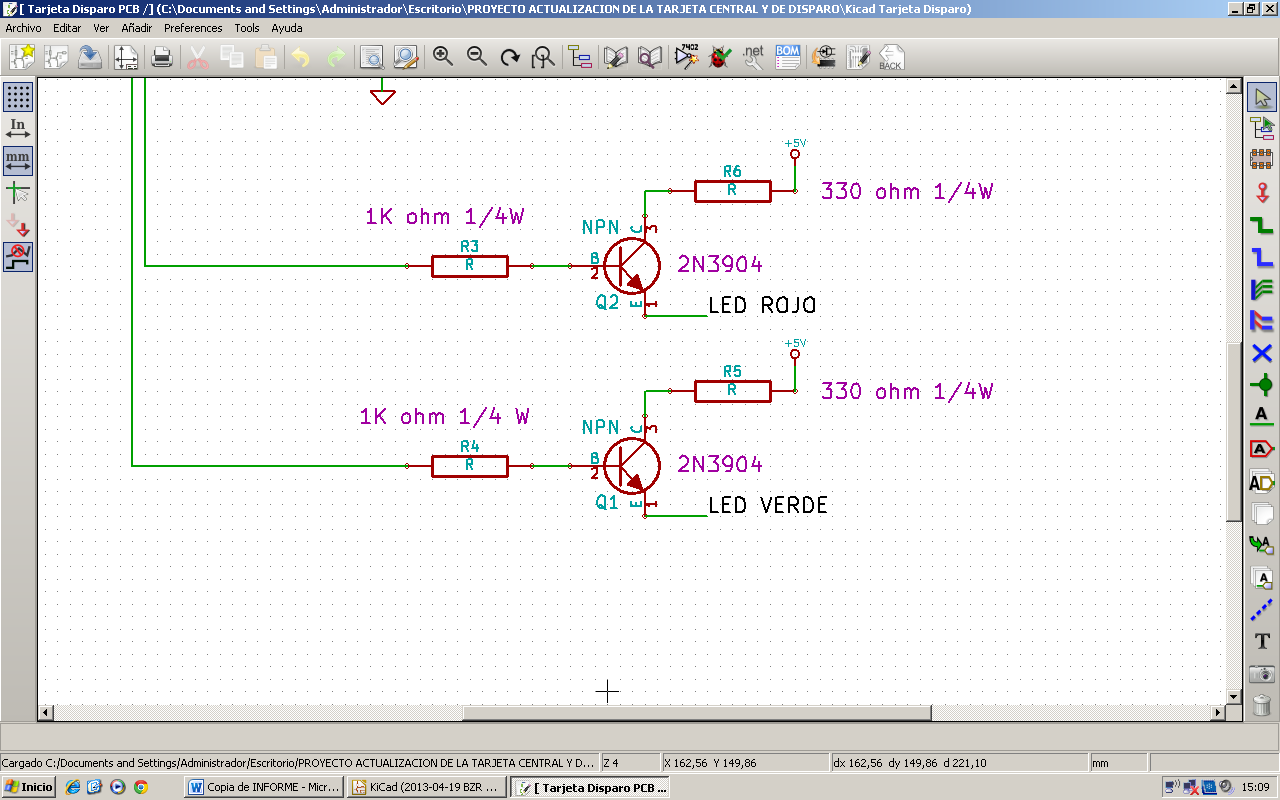 [ Tarjeta Disparo PCB /] (C:\Documents and Settings\Administrador\Escritorio\PROYECTO ACTUALIZACION DE LA TARJETA CENTRAL Y DE DISPARO\Kicad Tarjeta Disparo)
Archivo Editar Ver Añadir Preferences Tools Ayuda
7402 .net BOM BACK
In
mm
+5V
R6
R
330 ohm 1/4W
1K ohm 1/4W
NPN C 3
R3
R
B
2
2N3904
Q2 E 1
LED ROJO
+5V
R5
R
330 ohm 1/4W
1K ohm 1/4 W
NPN C 3
R4
R
B
2
2N3904
Q1 E 1
LED VERDE
A
A
AD
A
A
T
Cargado C:/Documents and Settings/Administrador/Escritorio/PROYECTO ACTUALIZACION DE LA TARJETA CENTRAL Y D... Z 4 X 162,56 Y 149,86 dx 162,56 dy 149,86 d 221,10 mm
Inicio Copia de INFORME - Micr... KiCad (2013-04-19 BZR ... [ Tarjeta Disparo PCB ... 15:09